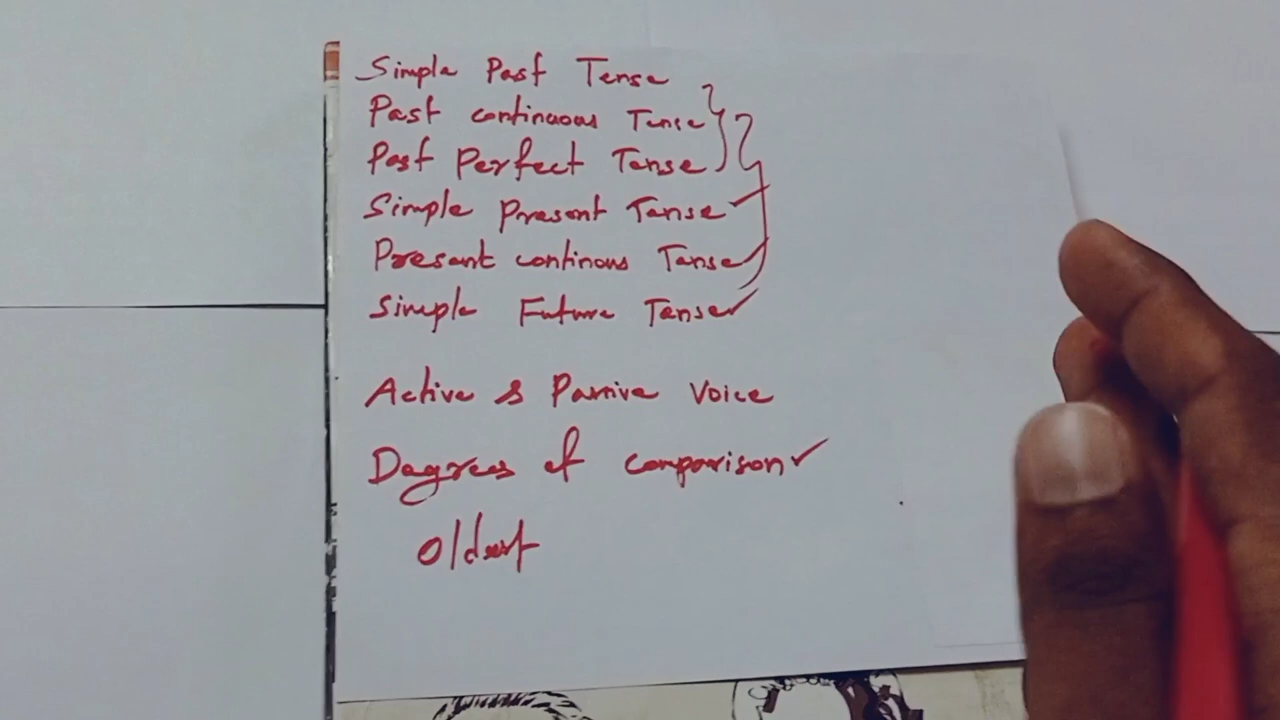 Simple Past Tense
Past continuous Tense
Past Perfect Tense
Simple Present Tense
Present continous Tense
Simple Future Tense
Active & Passive Voice
Degrees of comparison
Oldest